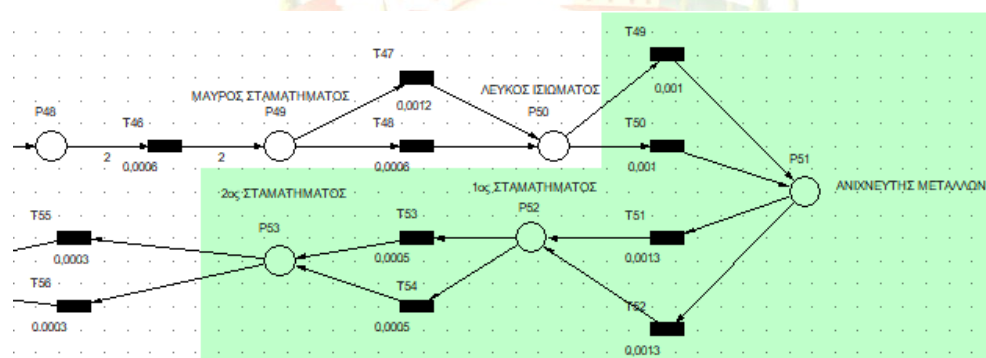 T47
T49
ΜΑΥΡΟΣ ΣΤΑΜΑΤΗΜΑΤΟΣ
ΛΕΥΚΟΣ ΙΣΙΩΜΑΤΟΣ
0,0012
0,001
P48
T46
P49
T48
P50
T50
2
2
0,0006
0,0006
0,001
P51
ΑΝΙΧΝΕΥΤΗΣ ΜΕΤΑΛΛΩΝ
2ος ΣΤΑΜΑΤΗΜΑΤΟΣ
1ος ΣΤΑΜΑΤΗΜΑΤΟΣ
T55
P53
T53
P52
T51
0,0003
0,0005
0,0013
T56
T54
T52
0.0003
0,0005
0,0013